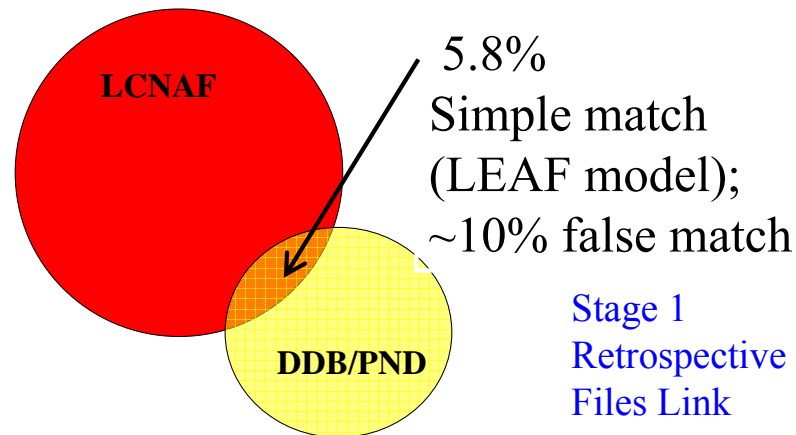 LCNAF
5.8%
Simple match
(LEAF model);
~10% false match
Stage 1
Retrospective
Files Link
DDB/PND